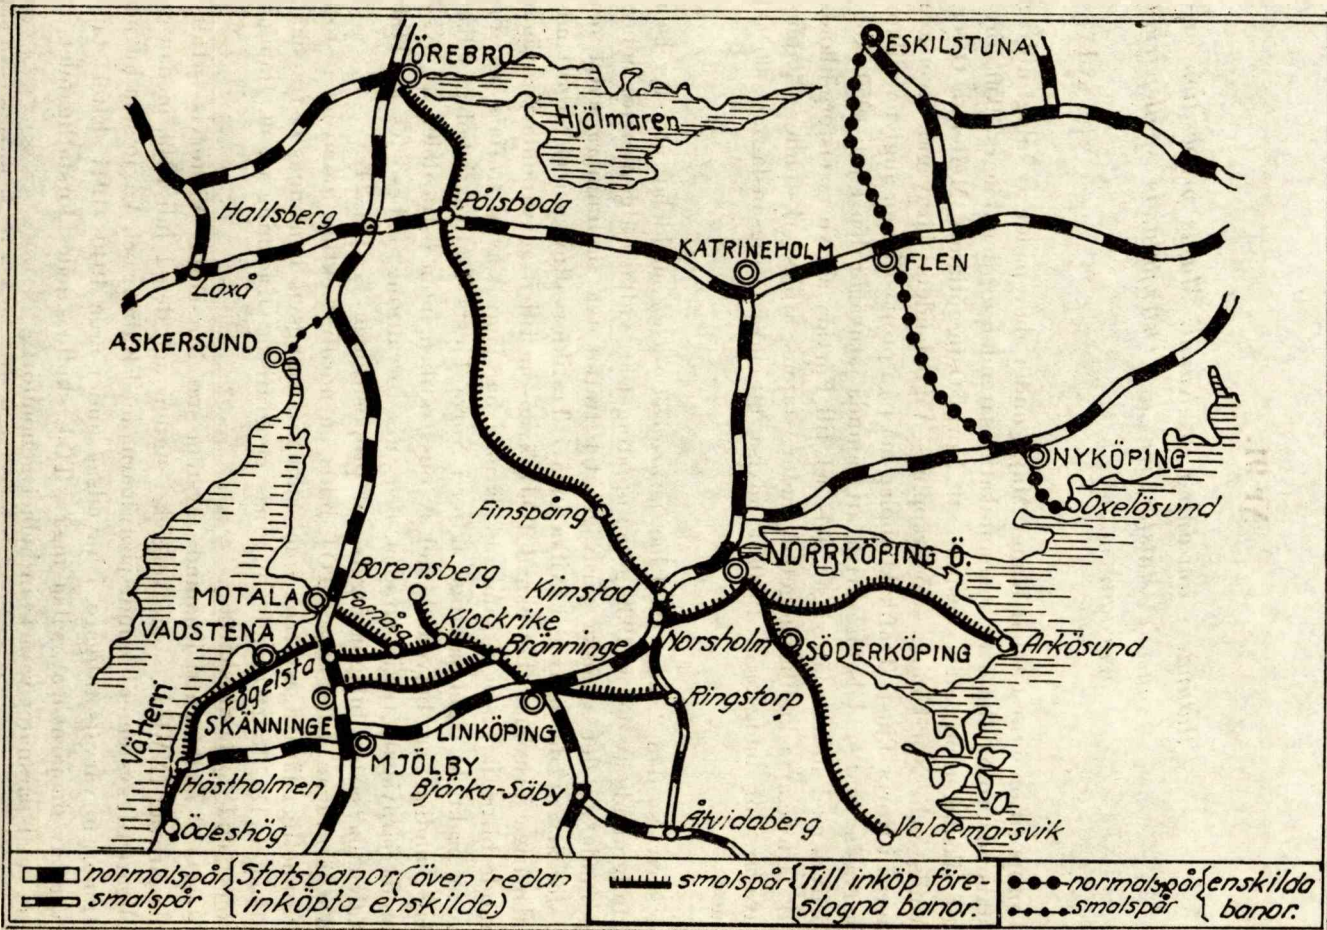 ÖREBRO
ESKILSTUNA
Hjälmaren
Hallsberg
Pålsboda
KATRINEHOLM
FLEN
Laxå
ASKERSUND
NYKÖPING
Oxelösund
Finspång
NORRKÖPING Ö.
Borensberg
Kimstad
MOTALA
Fornåsa
Klockrike
VADSTENA
Bränninge
Norsholm
SÖDERKÖPING
Arkösund
Fågelsta
Ringstorp
SKÄNNINGE
LINKÖPING
Vättern
MJÖLBY
Hästholmen
Bjärka-Säby
Ödeshög
Åtvidaberg
Valdemarsvik
normalspår { Statsbanor (även redan
smalspår inköpta enskilda.)
smalspår { Till inköp före-
slagna banor.
normalspår { enskilda
smalspår banor.